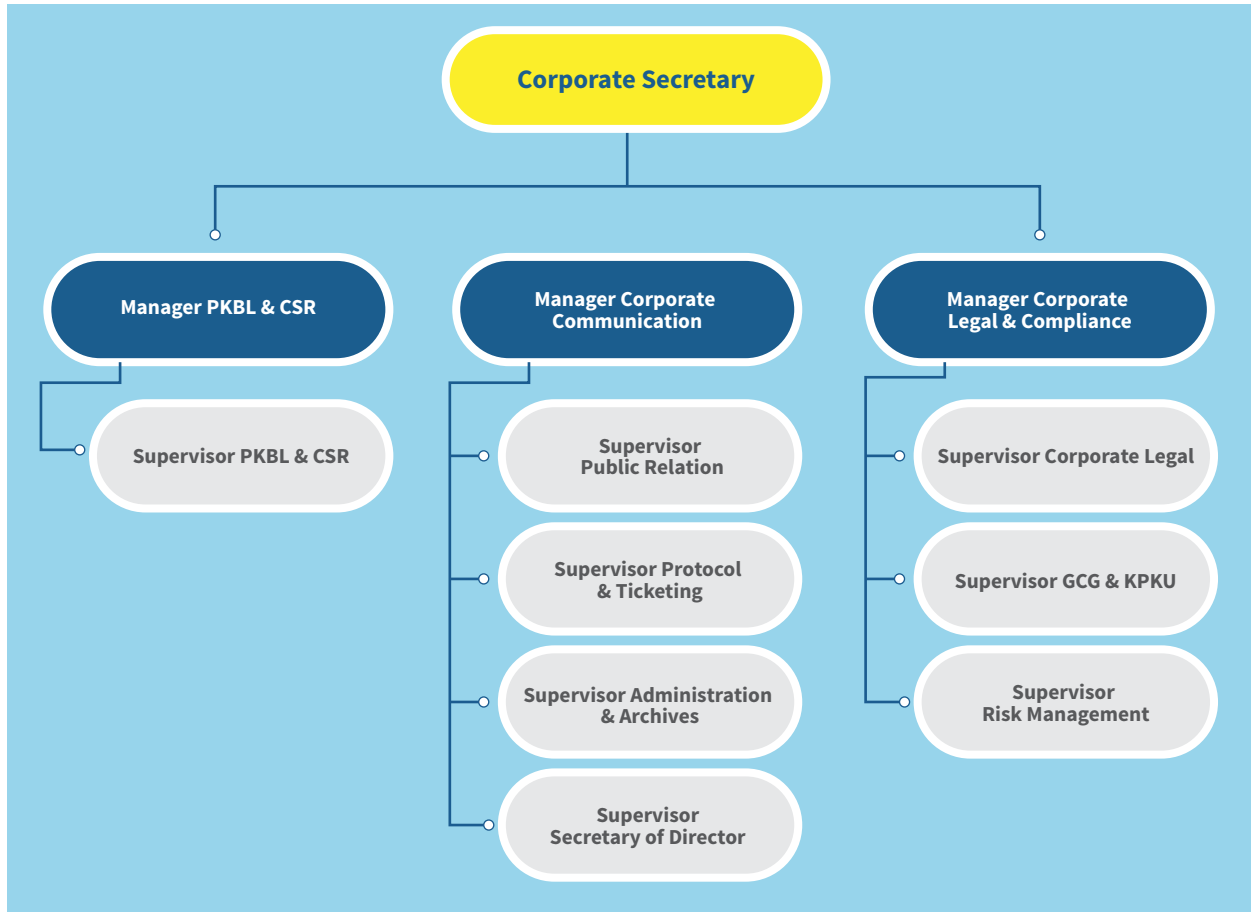 Corporate Secretary
Manager PKBL & CSR
Supervisor PKBL & CSR
Manager Corporate
Communication
Supervisor
Public Relation
Supervisor Protocol
& Ticketing
Supervisor Administration
& Archives
Supervisor
Secretary of Director
Manager Corporate
Legal & Compliance
Supervisor Corporate Legal
Supervisor GCG & KPKU
Supervisor
Risk Management